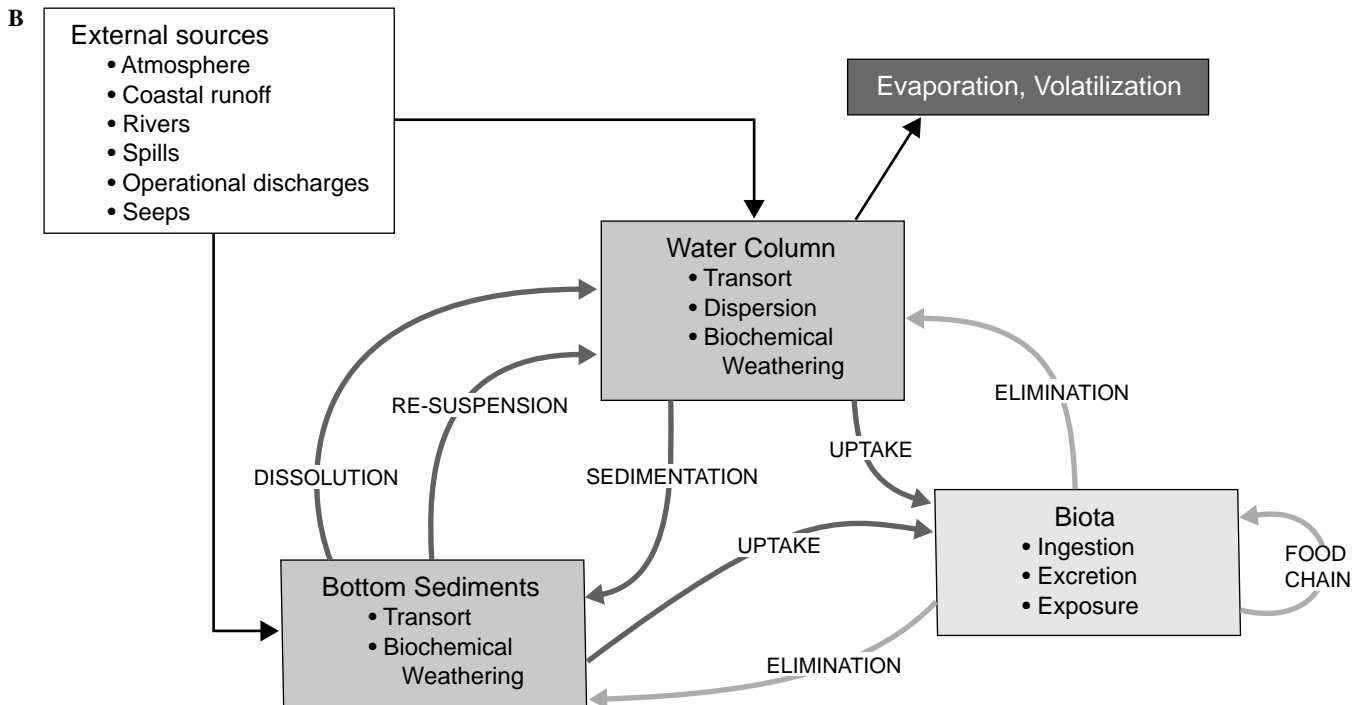 B
External sources
• Atmosphere
• Coastal runoff
• Rivers
• Spills
• Operational discharges
• Seeps
Evaporation, Volatilization
Water Column
• Transort
• Dispersion
• Biochemical
Weathering
RE-SUSPENSION
ELIMINATION
DISSOLUTION
SEDIMENTATION
UPTAKE
UPTAKE
Biota
• Ingestion
• Excretion
• Exposure
FOOD
CHAIN
Bottom Sediments
• Transort
• Biochemical
Weathering
ELIMINATION